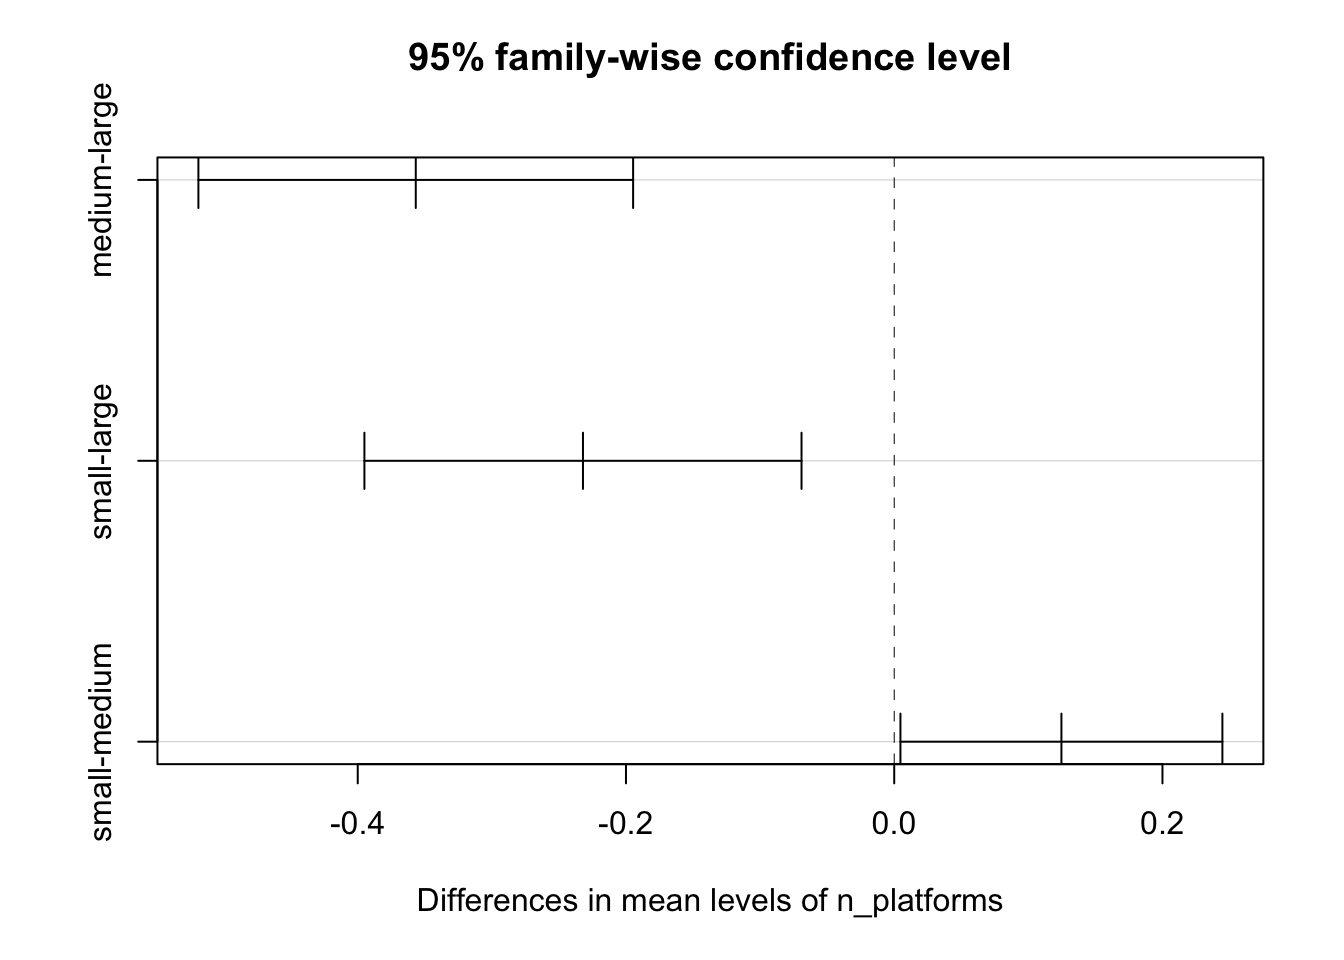 95% family-wise confidence level
medium-large
small-large
small-medium
-0.4 -0.2 0.0 0.2
Differences in mean levels of n_platforms